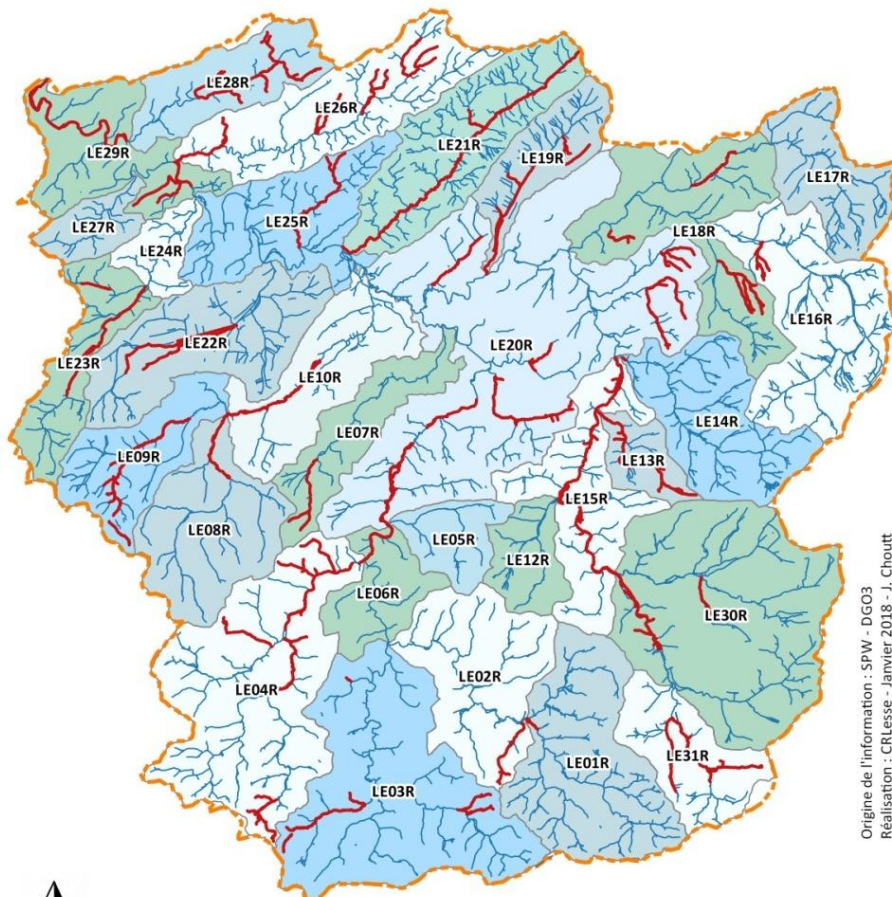 LE28R
LE26R
LE29R
LE21R
LE19R
LE17R
LE27R
LE25R
LE18R
LE24R
LE16R
LE22R
LE20R
LE23R
LE10R
LE14R
LE07R
LE09R
LE13R
LE15R
LE08R
LE05R
LE12R
LE06R
LE30R
LE04R
LE02R
LE31R
LE01R
LE03R
Origine de l'information : SPW - DGO3
Réalisation : CRLesse - Janvier 2018 - J. Choutt